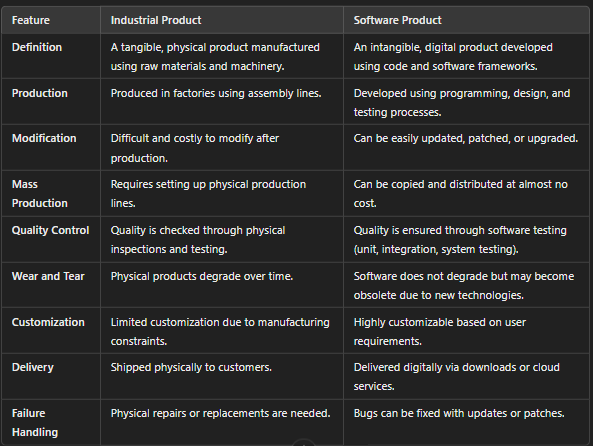 Feature Industrial Product Software Product
Definition A tangible, physical product manufactured An intangible, digital product developed
using raw materials and machinery. using code and software frameworks.
Production Produced in factories using assembly lines. Developed using programming, design, and
testing processes.
Modification Difficult and costly to modify after Can be easily updated, patched, or upgraded.
production.
Mass Requires setting up physical production Can be copied and distributed at almost no
Production lines. cost.
Quality Control Quality is checked through physical Quality is ensured through software testing
inspections and testing. (unit, integration, system testing).
Wear and Tear Physical products degrade over time. Software does not degrade but may become
obsolete due to new technologies.
Customization Limited customization due to manufacturing Highly customizable based on user
constraints. requirements.
Delivery Shipped physically to customers. Delivered digitally via downloads or cloud
services.
Failure Physical repairs or replacements are needed. Bugs can be fixed with updates or patches.
Handling